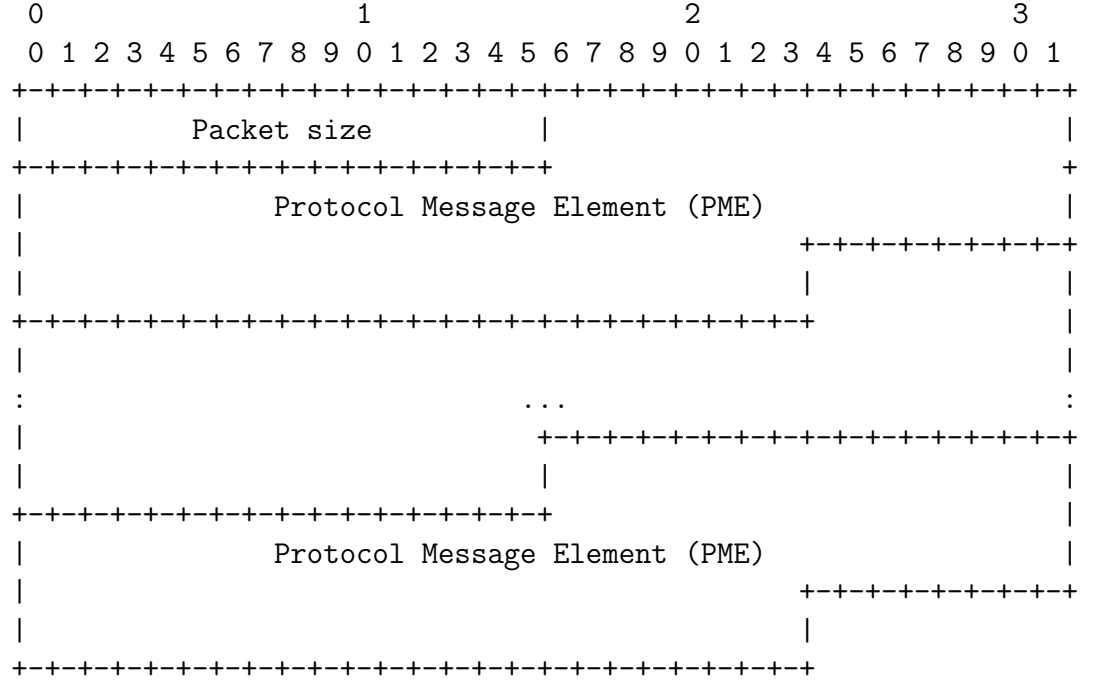 0                   1                   2                   3
 0 1 2 3 4 5 6 7 8 9 0 1 2 3 4 5 6 7 8 9 0 1 2 3 4 5 6 7 8 9 0 1
+-+-+-+-+-+-+-+-+-+-+-+-+-+-+-+-+-+-+-+-+-+-+-+-+-+-+-+-+-+-+-+-+
|          Packet size          |                               |
+-+-+-+-+-+-+-+-+-+-+-+-+-+-+-+-+                               +
|               Protocol Message Element (PME)                  |
|                                               +-+-+-+-+-+-+-+-+
|                                               |               |
+-+-+-+-+-+-+-+-+-+-+-+-+-+-+-+-+-+-+-+-+-+-+-+-+               |
|                                                               |
:                              ...                              :
|                               +-+-+-+-+-+-+-+-+-+-+-+-+-+-+-+-+
|                               |                               |
+-+-+-+-+-+-+-+-+-+-+-+-+-+-+-+-+                               |
|               Protocol Message Element (PME)                  |
|                                               +-+-+-+-+-+-+-+-+
|                                               |
+-+-+-+-+-+-+-+-+-+-+-+-+-+-+-+-+-+-+-+-+-+-+-+-+